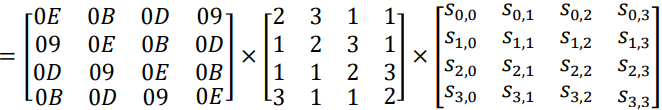 0E 0B 0D 09 2 3 1 1 s0,0 s0,1 s0,2 s0,3
09 0E 0B 0D 1 2 3 1 s1,0 s1,1 s1,2 s1,3
= × ×
0D 09 0E 0B 1 1 2 3 s2,0 s2,1 s2,2 s2,3
0B 0D 09 0E 3 1 1 2 s3,0 s3,1 s3,2 s3,3